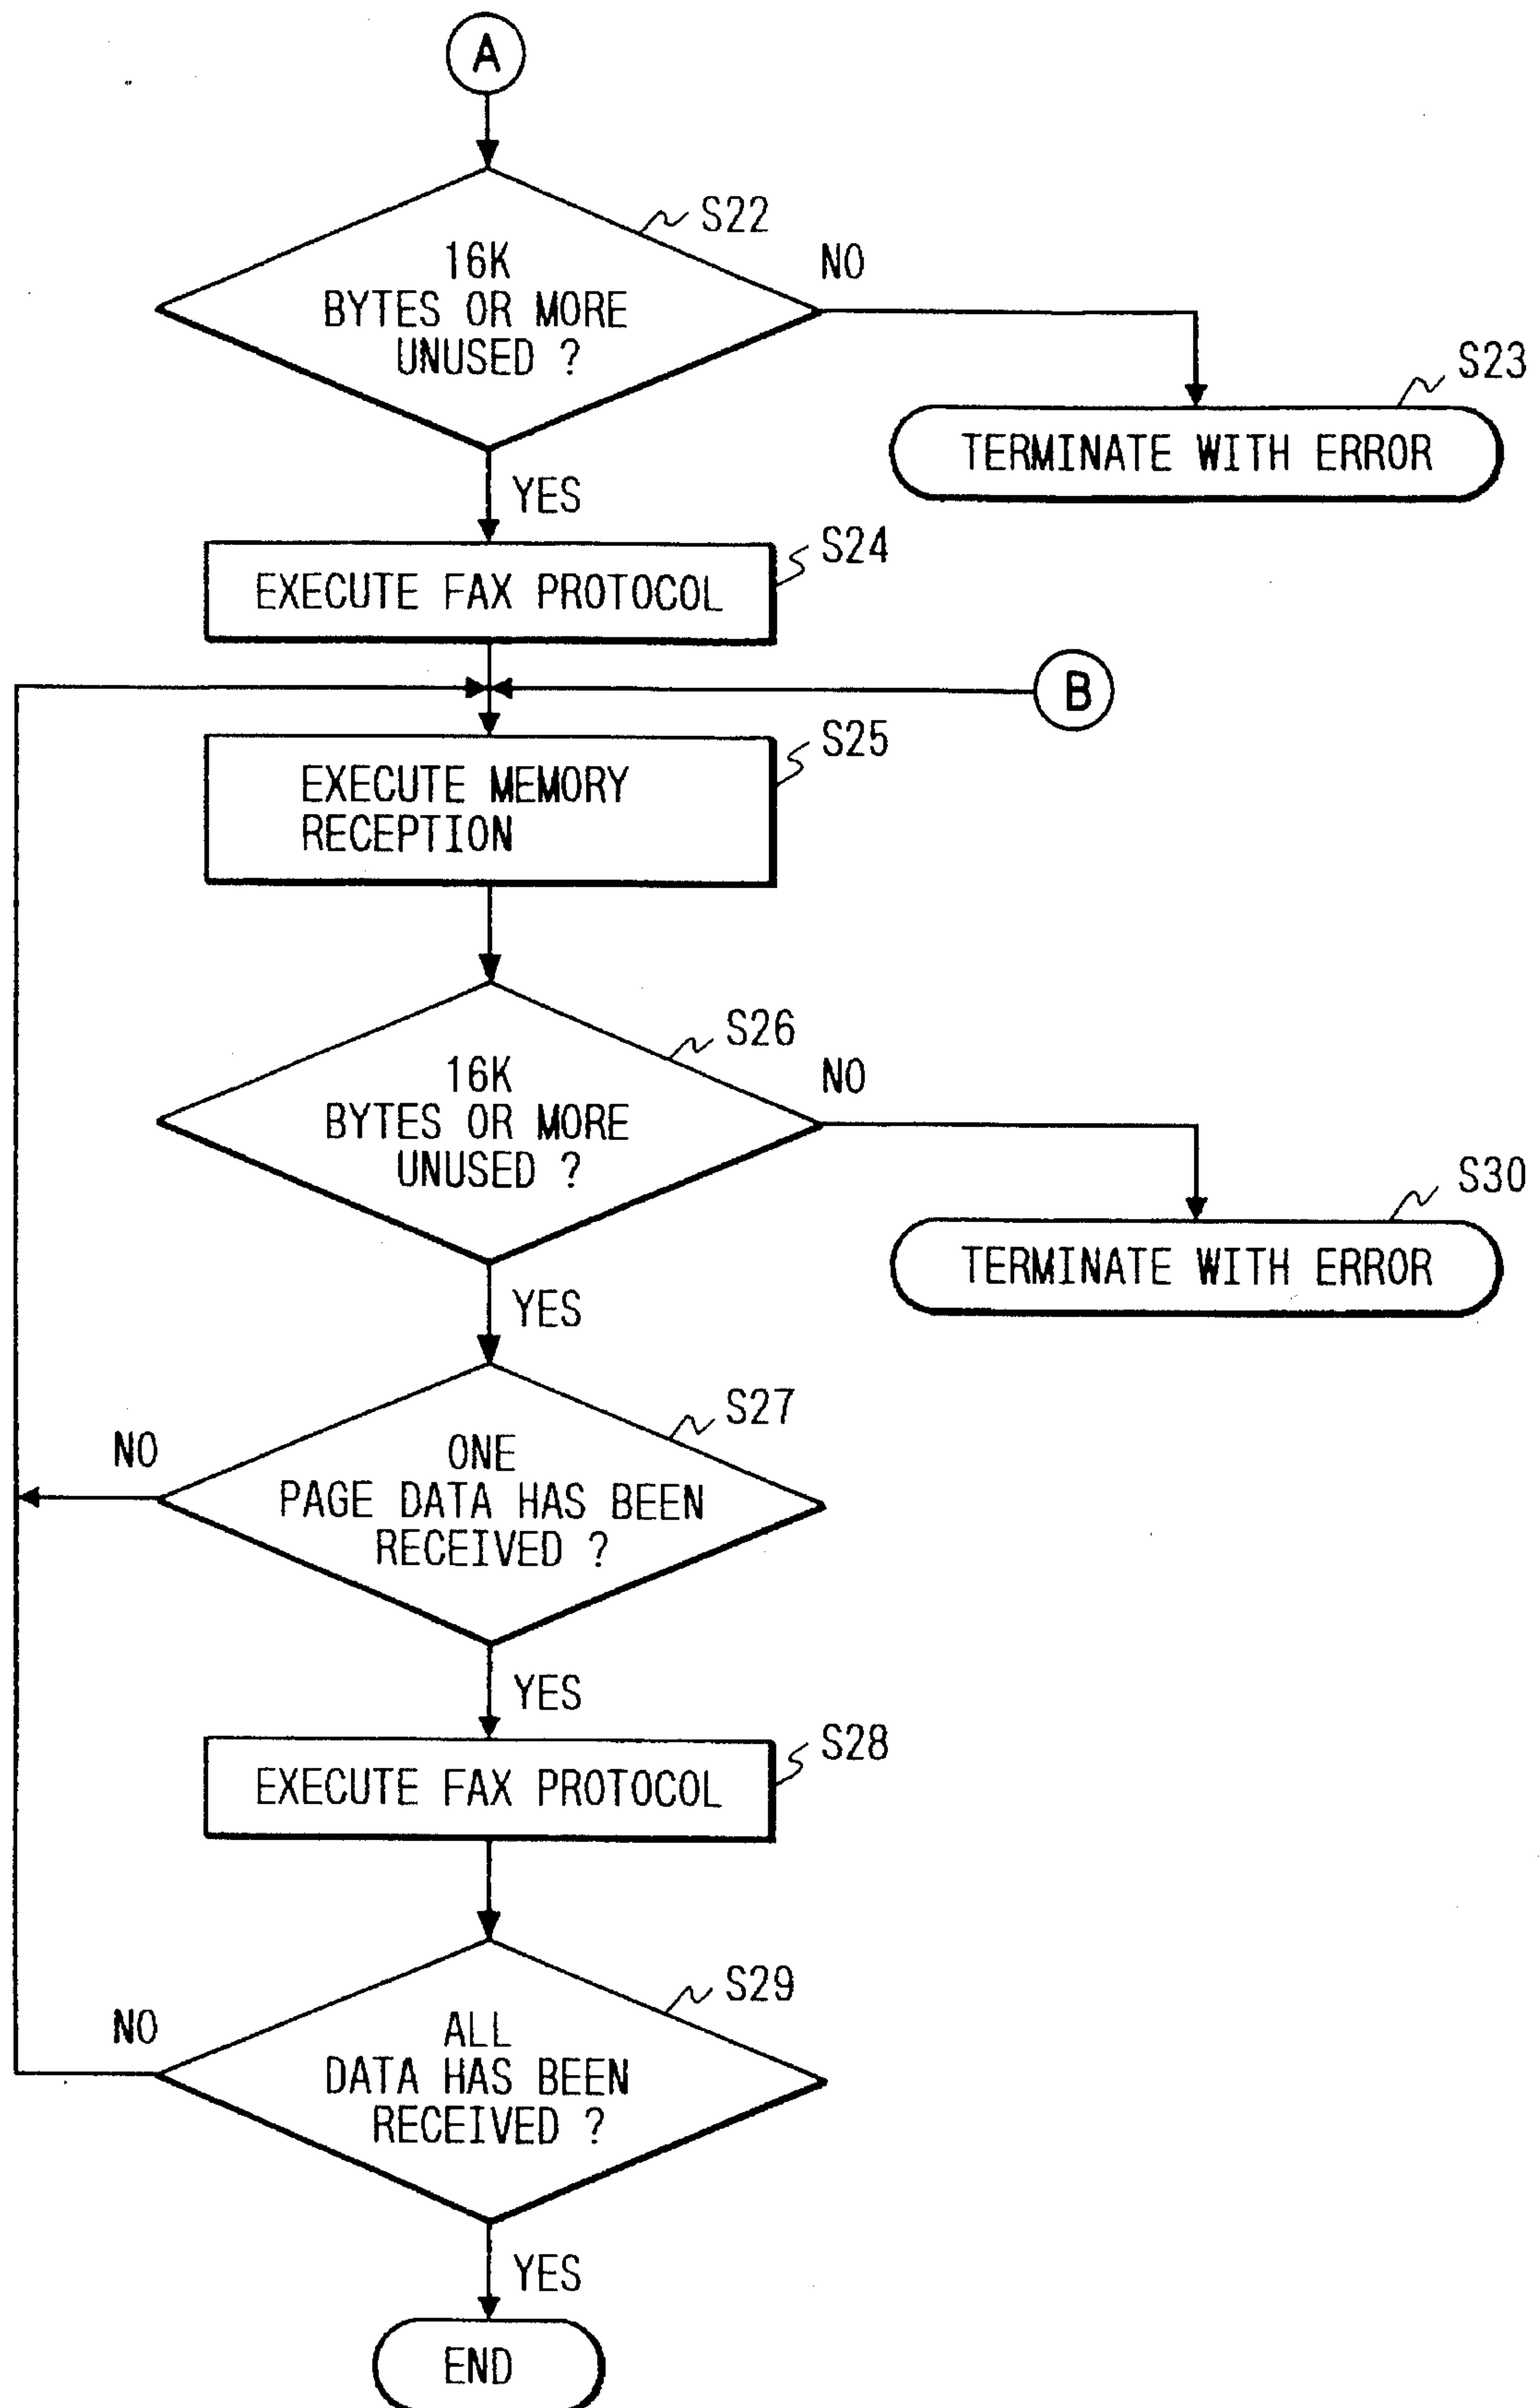 A
S22
16K
BYTES OR MORE
UNUSED ?
NO
S23
TERMINATE WITH ERROR
YES
S24
EXECUTE FAX PROTOCOL
B
S25
EXECUTE MEMORY
RECEPTION
S26
16K
BYTES OR MORE
UNUSED ?
NO
S30
TERMINATE WITH ERROR
YES
S27
NO
ONE
PAGE DATA HAS BEEN
RECEIVED ?
YES
S28
EXECUTE FAX PROTOCOL
S29
NO
ALL
DATA HAS BEEN
RECEIVED ?
YES
END